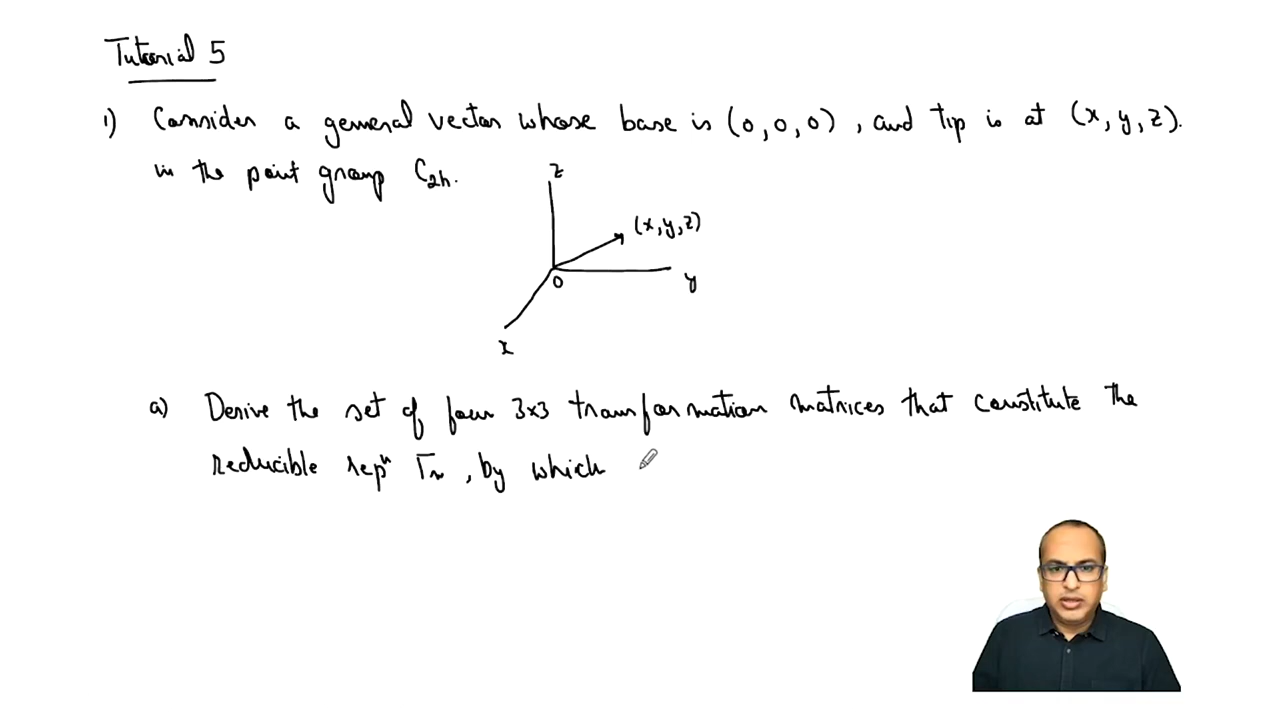 Tutorial 5
1) Consider a general vector whose base is (0,0,0), and tip is at (x,y,z).
in the point group C2h.
z
(x,y,z)
0
y
x
a) Derive the set of four 3x3 transformation matrices that constitute the
reducible repⁿ Γₙ, by which